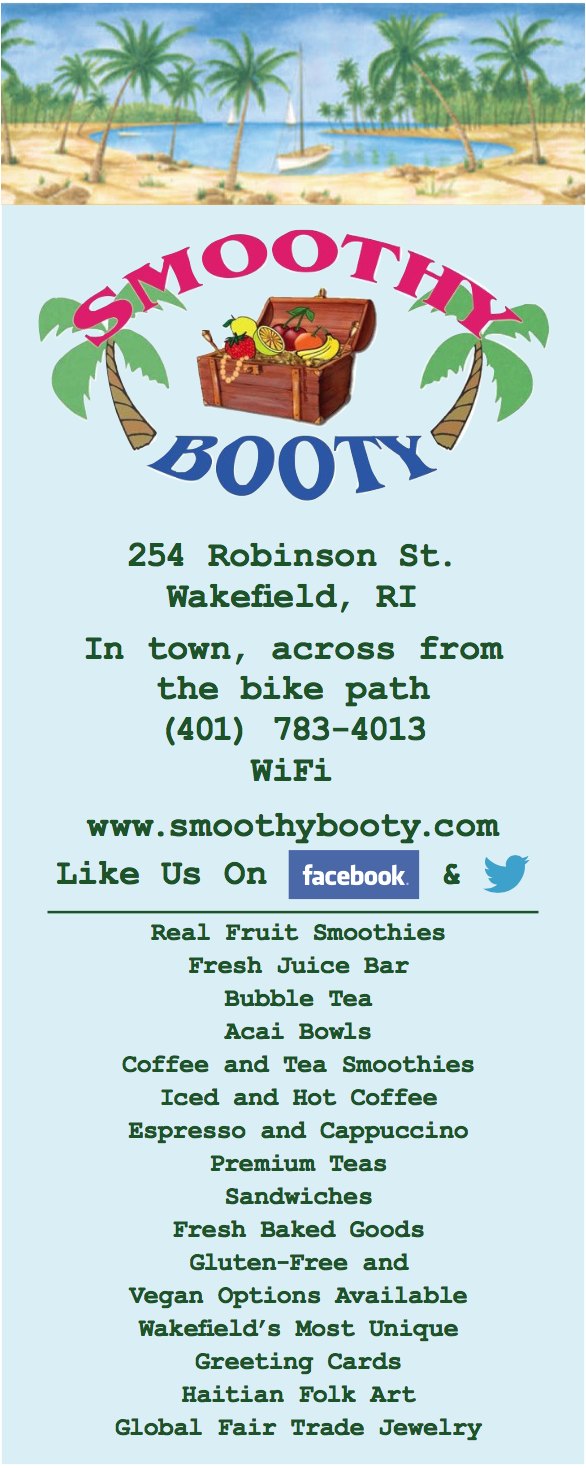 SMOOTHY
BOOTY
254 Robinson St.
Wakefield, RI
In town, across from
the bike path
(401) 783-4013
WiFi
www.smoothybooty.com
Like Us On facebook. &
Real Fruit Smoothies
Fresh Juice Bar
Bubble Tea
Acai Bowls
Coffee and Tea Smoothies
Iced and Hot Coffee
Espresso and Cappuccino
Premium Teas
Sandwiches
Fresh Baked Goods
Gluten-Free and
Vegan Options Available
Wakefield’s Most Unique
Greeting Cards
Haitian Folk Art
Global Fair Trade Jewelry